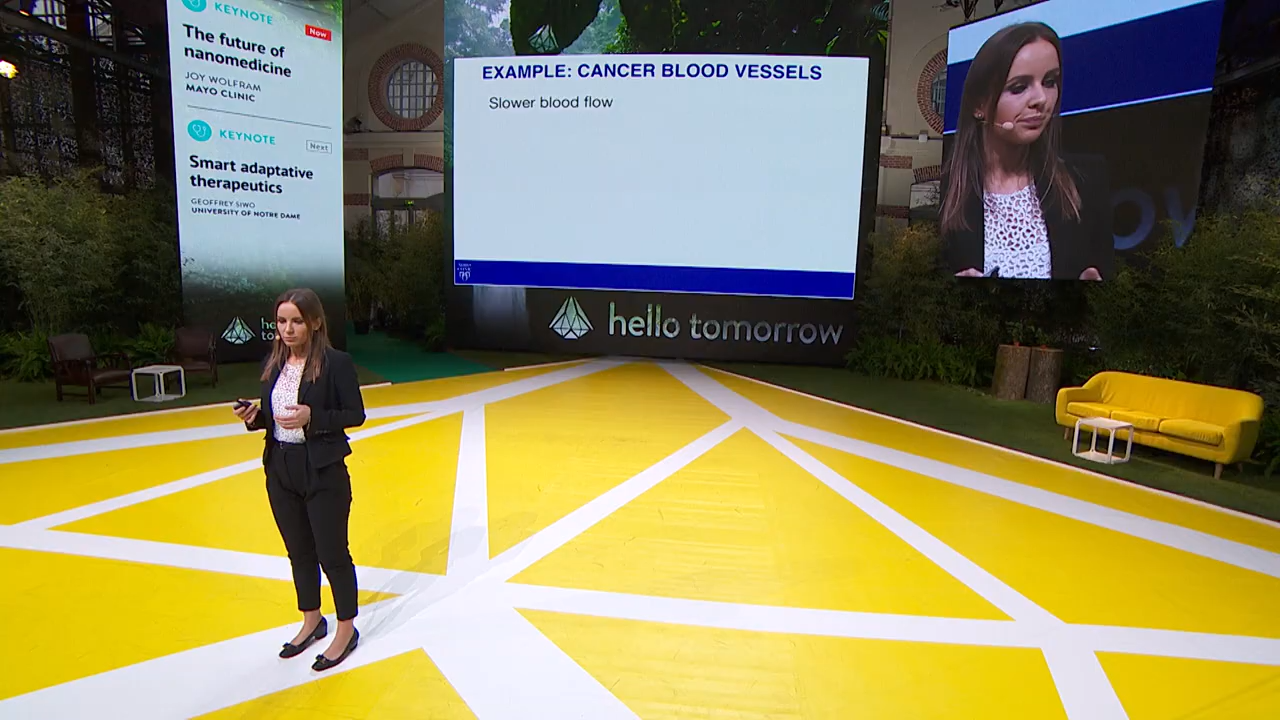 KEYNOTE
Now
The future of
nanomedicine
JOY WOLFRAM
MAYO CLINIC
KEYNOTE
Next
Smart adaptative
therapeutics
GEOFFREY SIWO
UNIVERSITY OF NOTRE DAME
EXAMPLE: CANCER BLOOD VESSELS
Slower blood flow
hello tomorrow